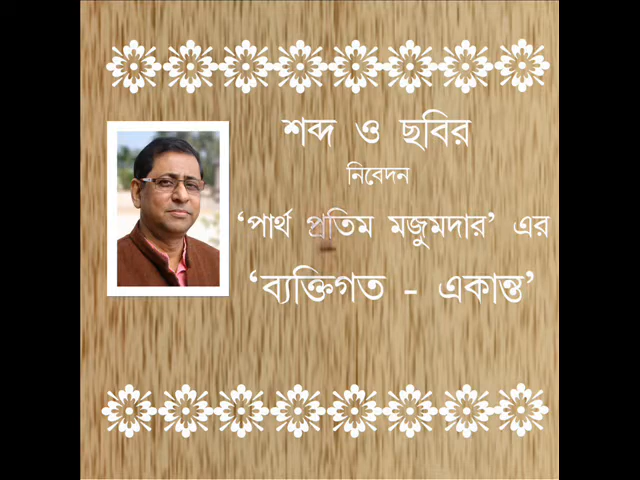 শব্দ ও ছবির
নিবেদন
‘পার্থ প্রতিম মজুমদার’ এর
‘ব্যক্তিগত - একান্ত’